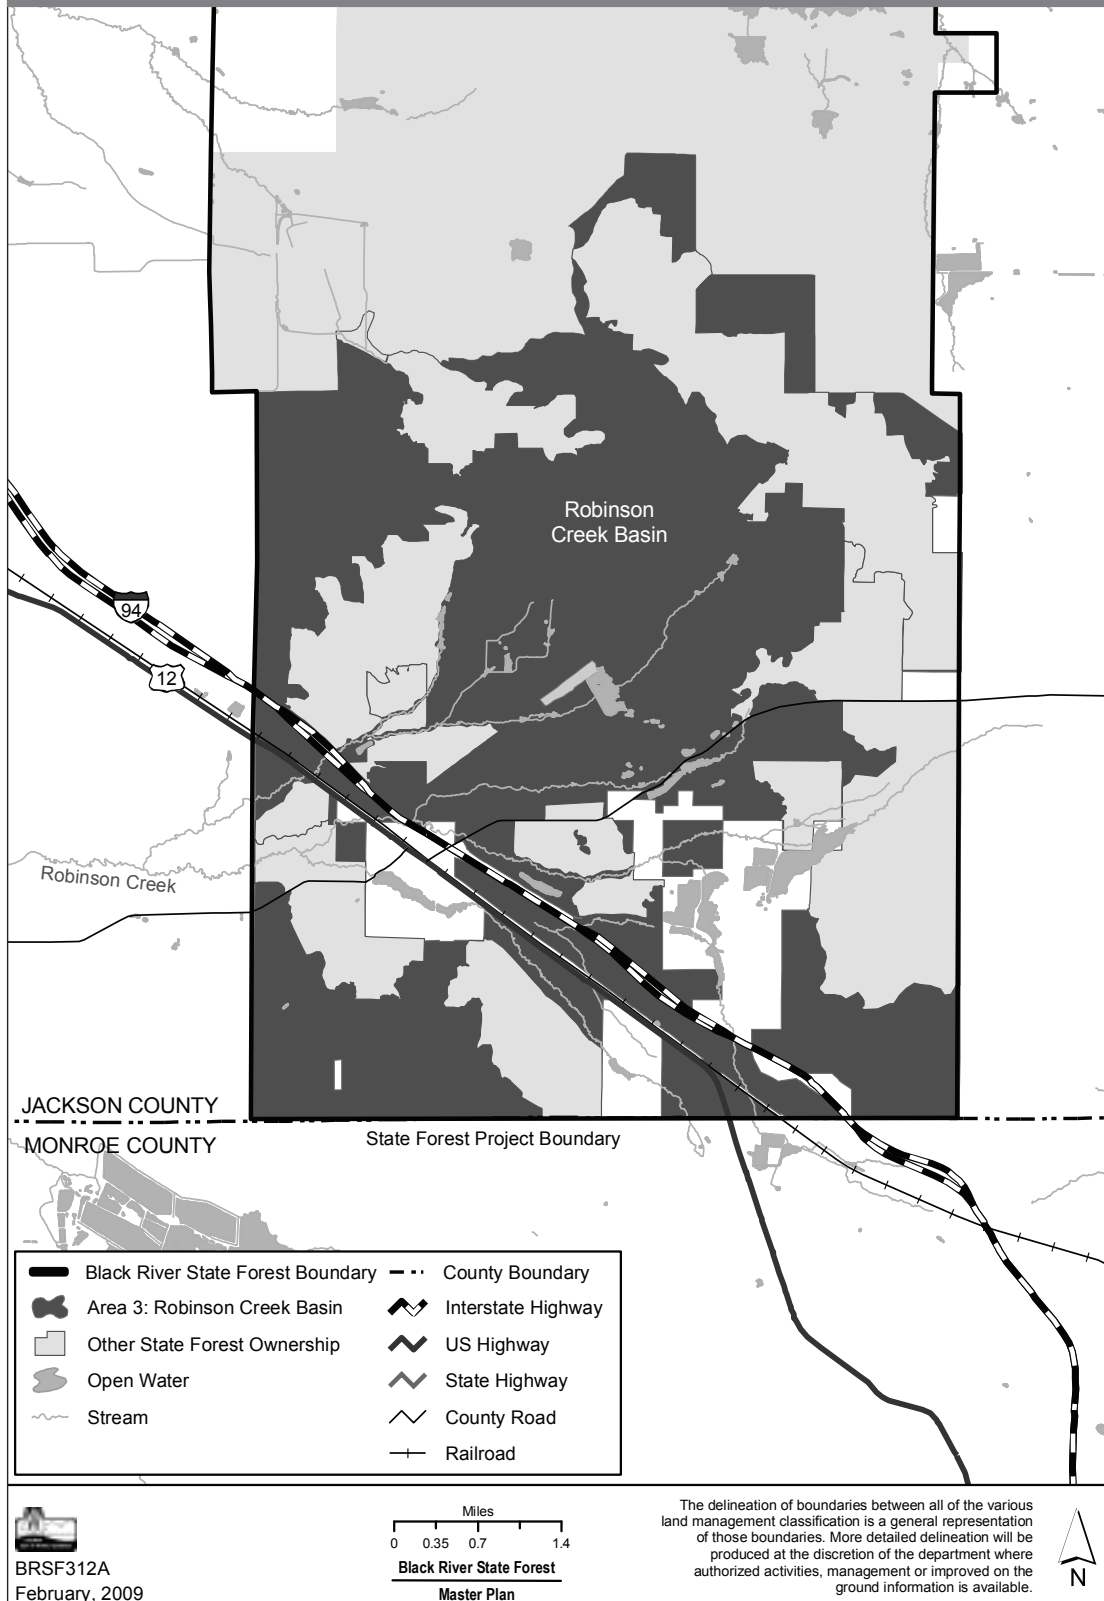 Robinson
Creek Basin
94
12
Robinson Creek
JACKSON COUNTY
MONROE COUNTY
State Forest Project Boundary
Black River State Forest Boundary
Area 3: Robinson Creek Basin
Other State Forest Ownership
Open Water
Stream
County Boundary
Interstate Highway
US Highway
State Highway
County Road
Railroad
BRSF312A
February, 2009
Miles
0 0.35 0.7 1.4
Black River State Forest
Master Plan
The delineation of boundaries between all of the various
land management classification is a general representation
of those boundaries. More detailed delineation will be
produced at the discretion of the department where
authorized activities, management or improved on the
ground information is available.
N